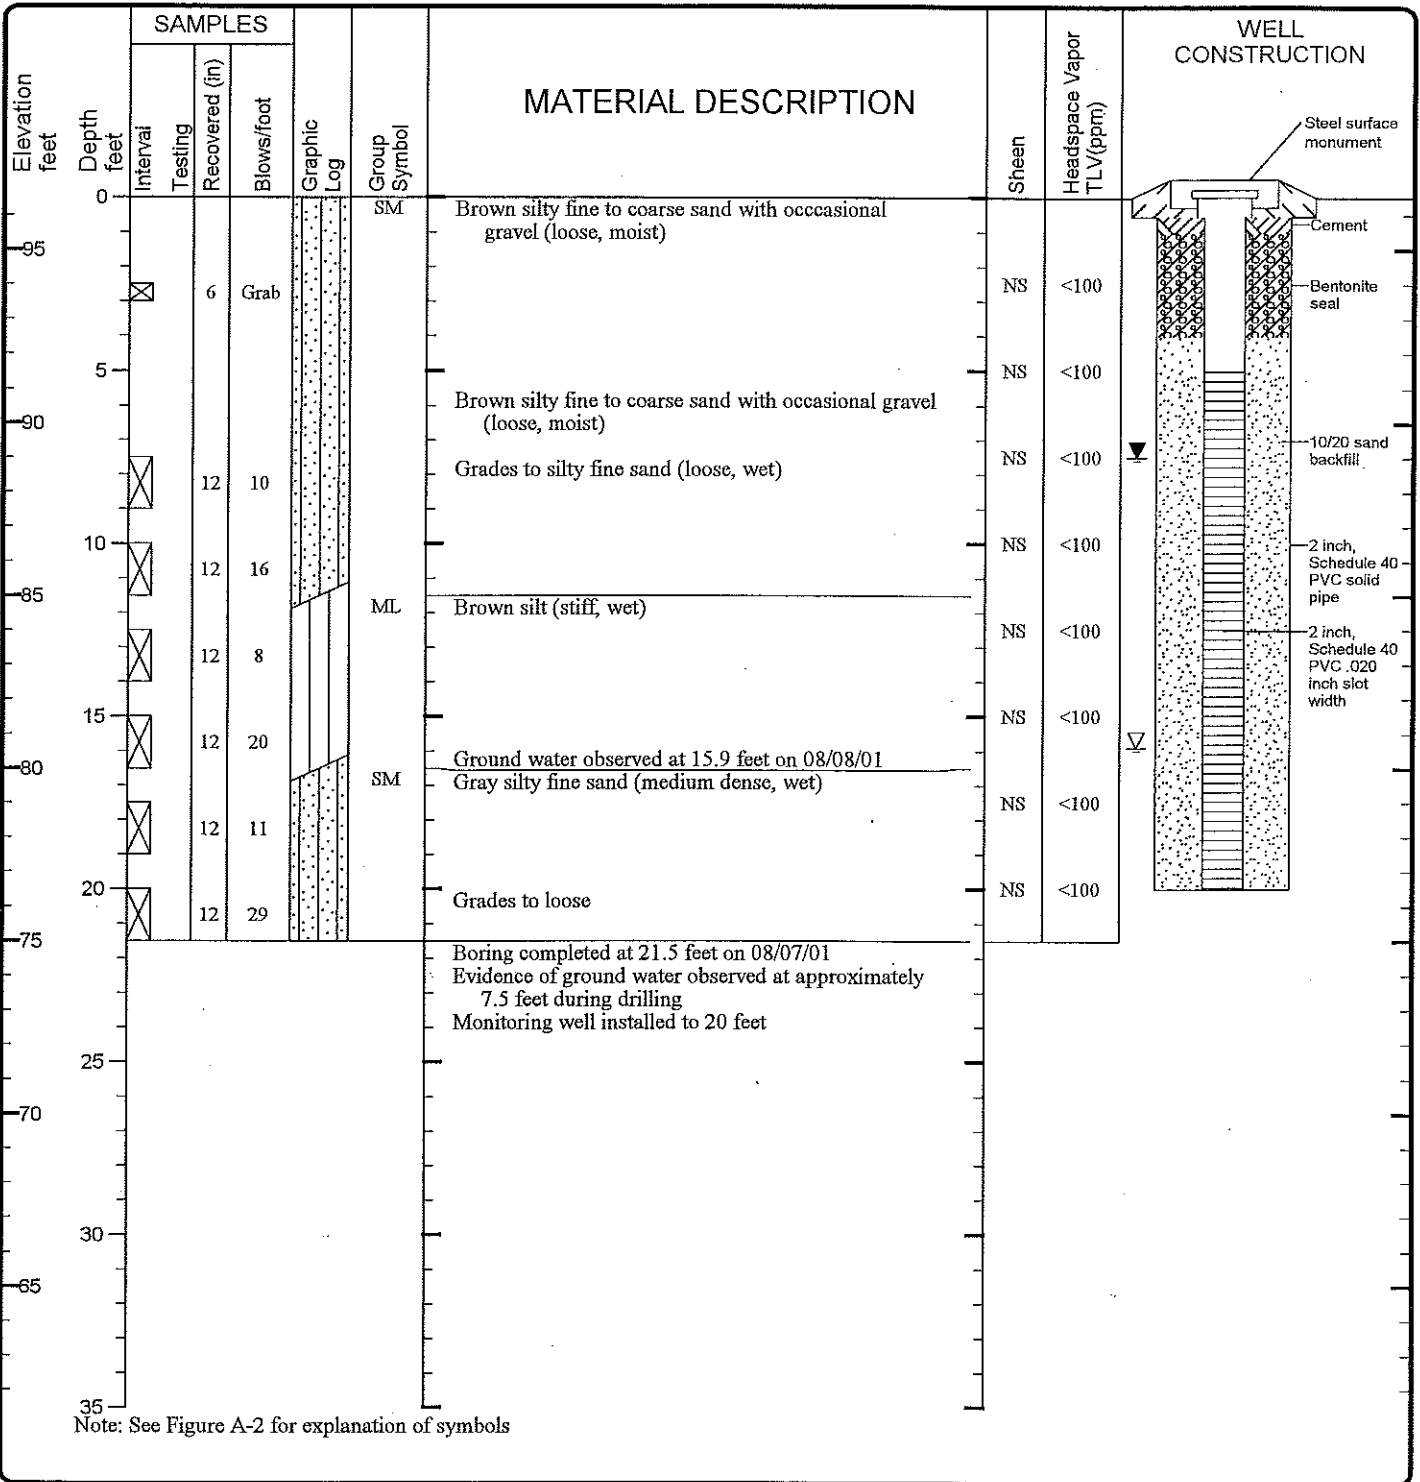 SAMPLES
Elevation
feet
Depth
feet
Interval
Testing
Recovered (in)
Blows/foot
Graphic
Log
Group
Symbol
MATERIAL DESCRIPTION
Sheen
Headspace Vapor
TLV(ppm)
WELL
CONSTRUCTION
Steel surface
monument
0
SM
Brown silty fine to coarse sand with occcasional
gravel (loose, moist)
Cement
95
6 Grab
NS <100
Bentonite
seal
5
NS <100
Brown silty fine to coarse sand with occasional gravel
(loose, moist)
90
10/20 sand
backfill
Grades to silty fine sand (loose, wet)
NS <100
12 10
10
NS <100
2 inch,
Schedule 40
PVC solid
pipe
12 16
85
ML
Brown silt (stiff, wet)
NS <100
2 inch,
Schedule 40
PVC .020
inch slot
width
12 8
15
NS <100
12 20
Ground water observed at 15.9 feet on 08/08/01
80
SM
Gray silty fine sand (medium dense, wet)
NS <100
12 11
20
NS <100
Grades to loose
12 29
75
Boring completed at 21.5 feet on 08/07/01
Evidence of ground water observed at approximately
7.5 feet during drilling
Monitoring well installed to 20 feet
25
70
30
65
35
Note: See Figure A-2 for explanation of symbols